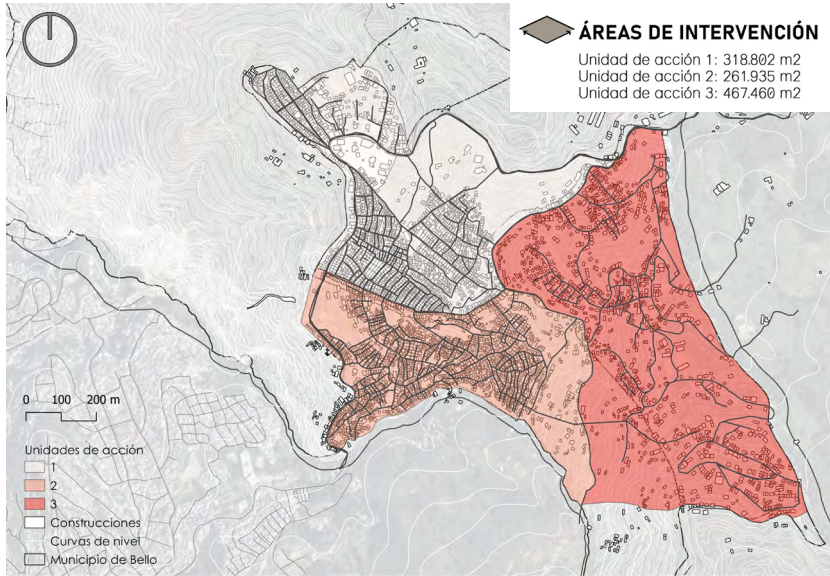 ÁREAS DE INTERVENCIÓN
Unidad de acción 1: 318.802 m2
Unidad de acción 2: 261.935 m2
Unidad de acción 3: 467.460 m2
0 100 200 m
Unidades de acción
1
2
3
Construcciones
Curvas de nivel
Municipio de Bello